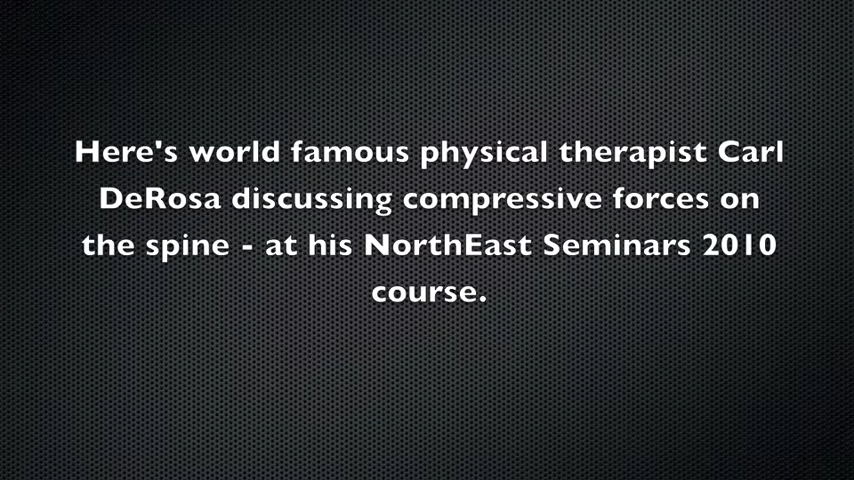 Here's world famous physical therapist Carl
DeRosa discussing compressive forces on
the spine - at his NorthEast Seminars 2010
course.